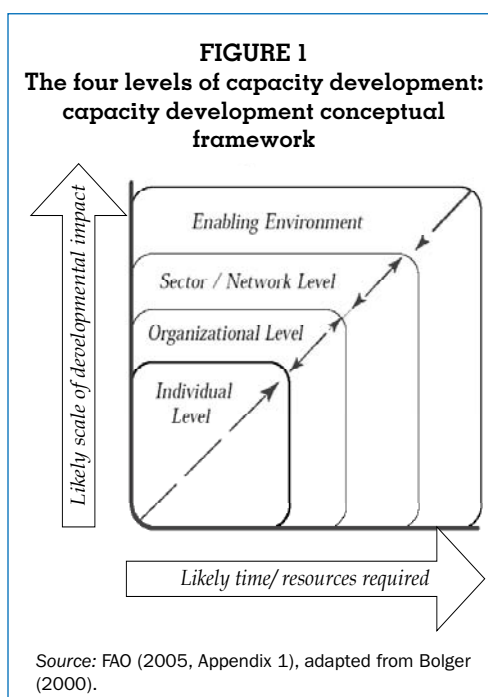 FIGURE 1
The four levels of capacity development:
capacity development conceptual
framework
Likely scale of developmental impact
Enabling Environment
Sector / Network Level
Organizational Level
Individual
Level
Likely time/ resources required
Source: FAO (2005, Appendix 1), adapted from Bolger
(2000).